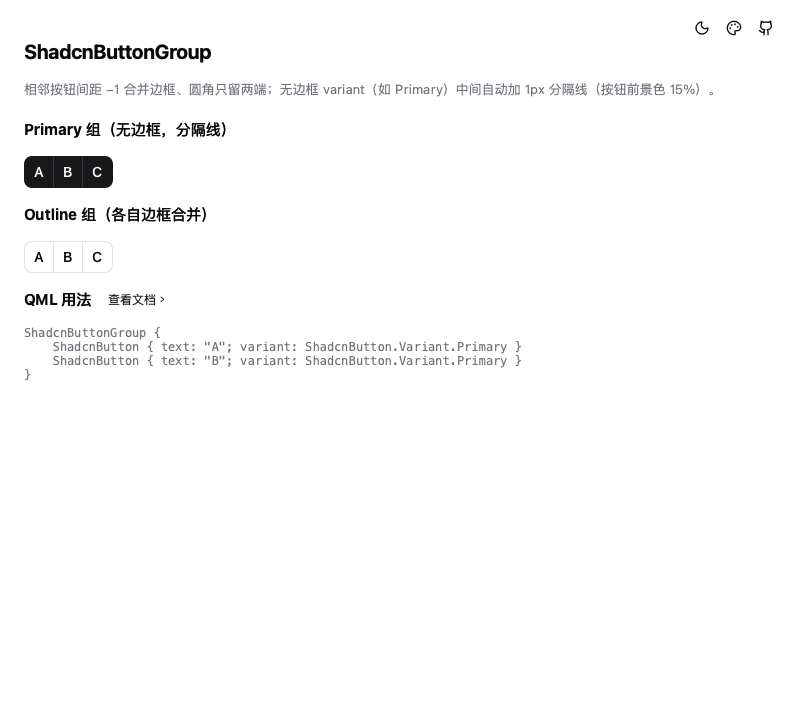 ShadcnButtonGroup
相邻按钮间距 −1 合并边框、圆角只留两端；无边框 variant（如 Primary）中间自动加 1px 分隔线（按钮前景色 15%）。
Primary 组（无边框，分隔线）
A B C
Outline 组（各自边框合并）
A B C
QML 用法 查看文档 ›
ShadcnButtonGroup {
    ShadcnButton { text: "A"; variant: ShadcnButton.Variant.Primary }
    ShadcnButton { text: "B"; variant: ShadcnButton.Variant.Primary }
}